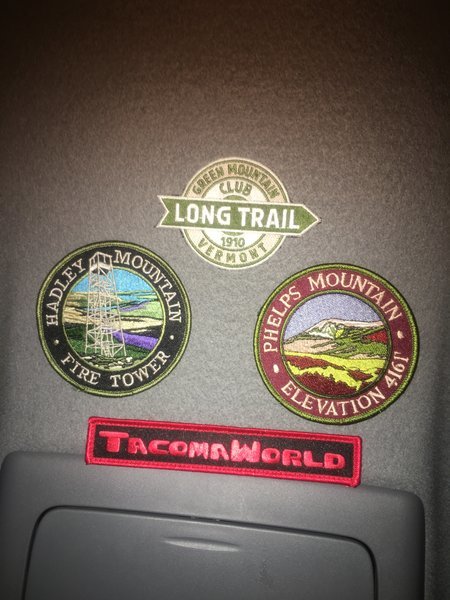 GREEN MOUNTAIN
CLUB
LONG TRAIL
1910
VERMONT
HADLEY MOUNTAIN
• FIRE TOWER •
PHELPS MOUNTAIN
• ELEVATION 4161' •
TACOMAWORLD